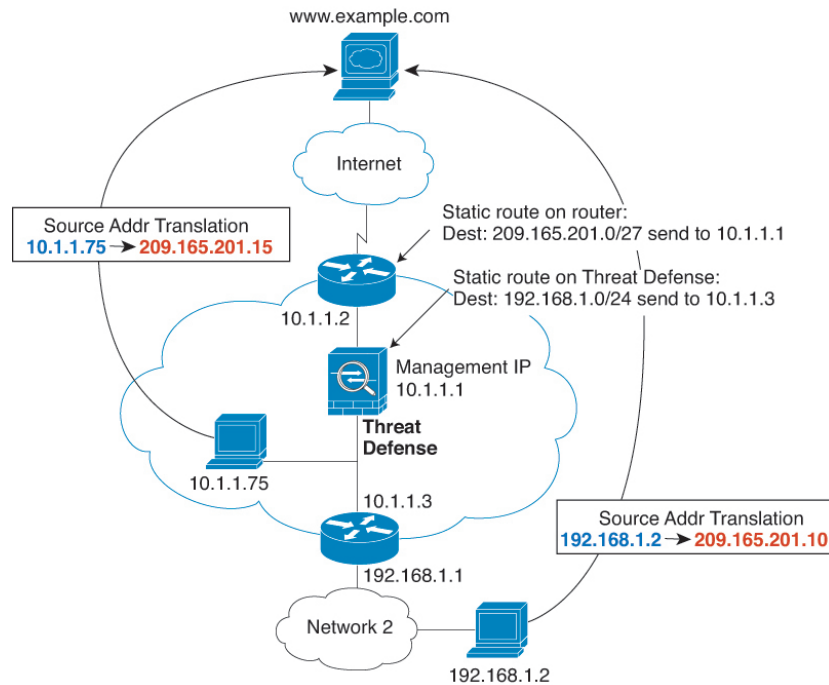 www.example.com
Internet
Static route on router:
Dest: 209.165.201.0/27 send to 10.1.1.1
Source Addr Translation
10.1.1.75 209.165.201.15
Static route on Threat Defense:
Dest: 192.168.1.0/24 send to 10.1.1.3
10.1.1.2
Management IP
10.1.1.1
Threat
Defense
10.1.1.75
10.1.1.3
Source Addr Translation
192.168.1.2 209.165.201.10
192.168.1.1
Network 2
192.168.1.2